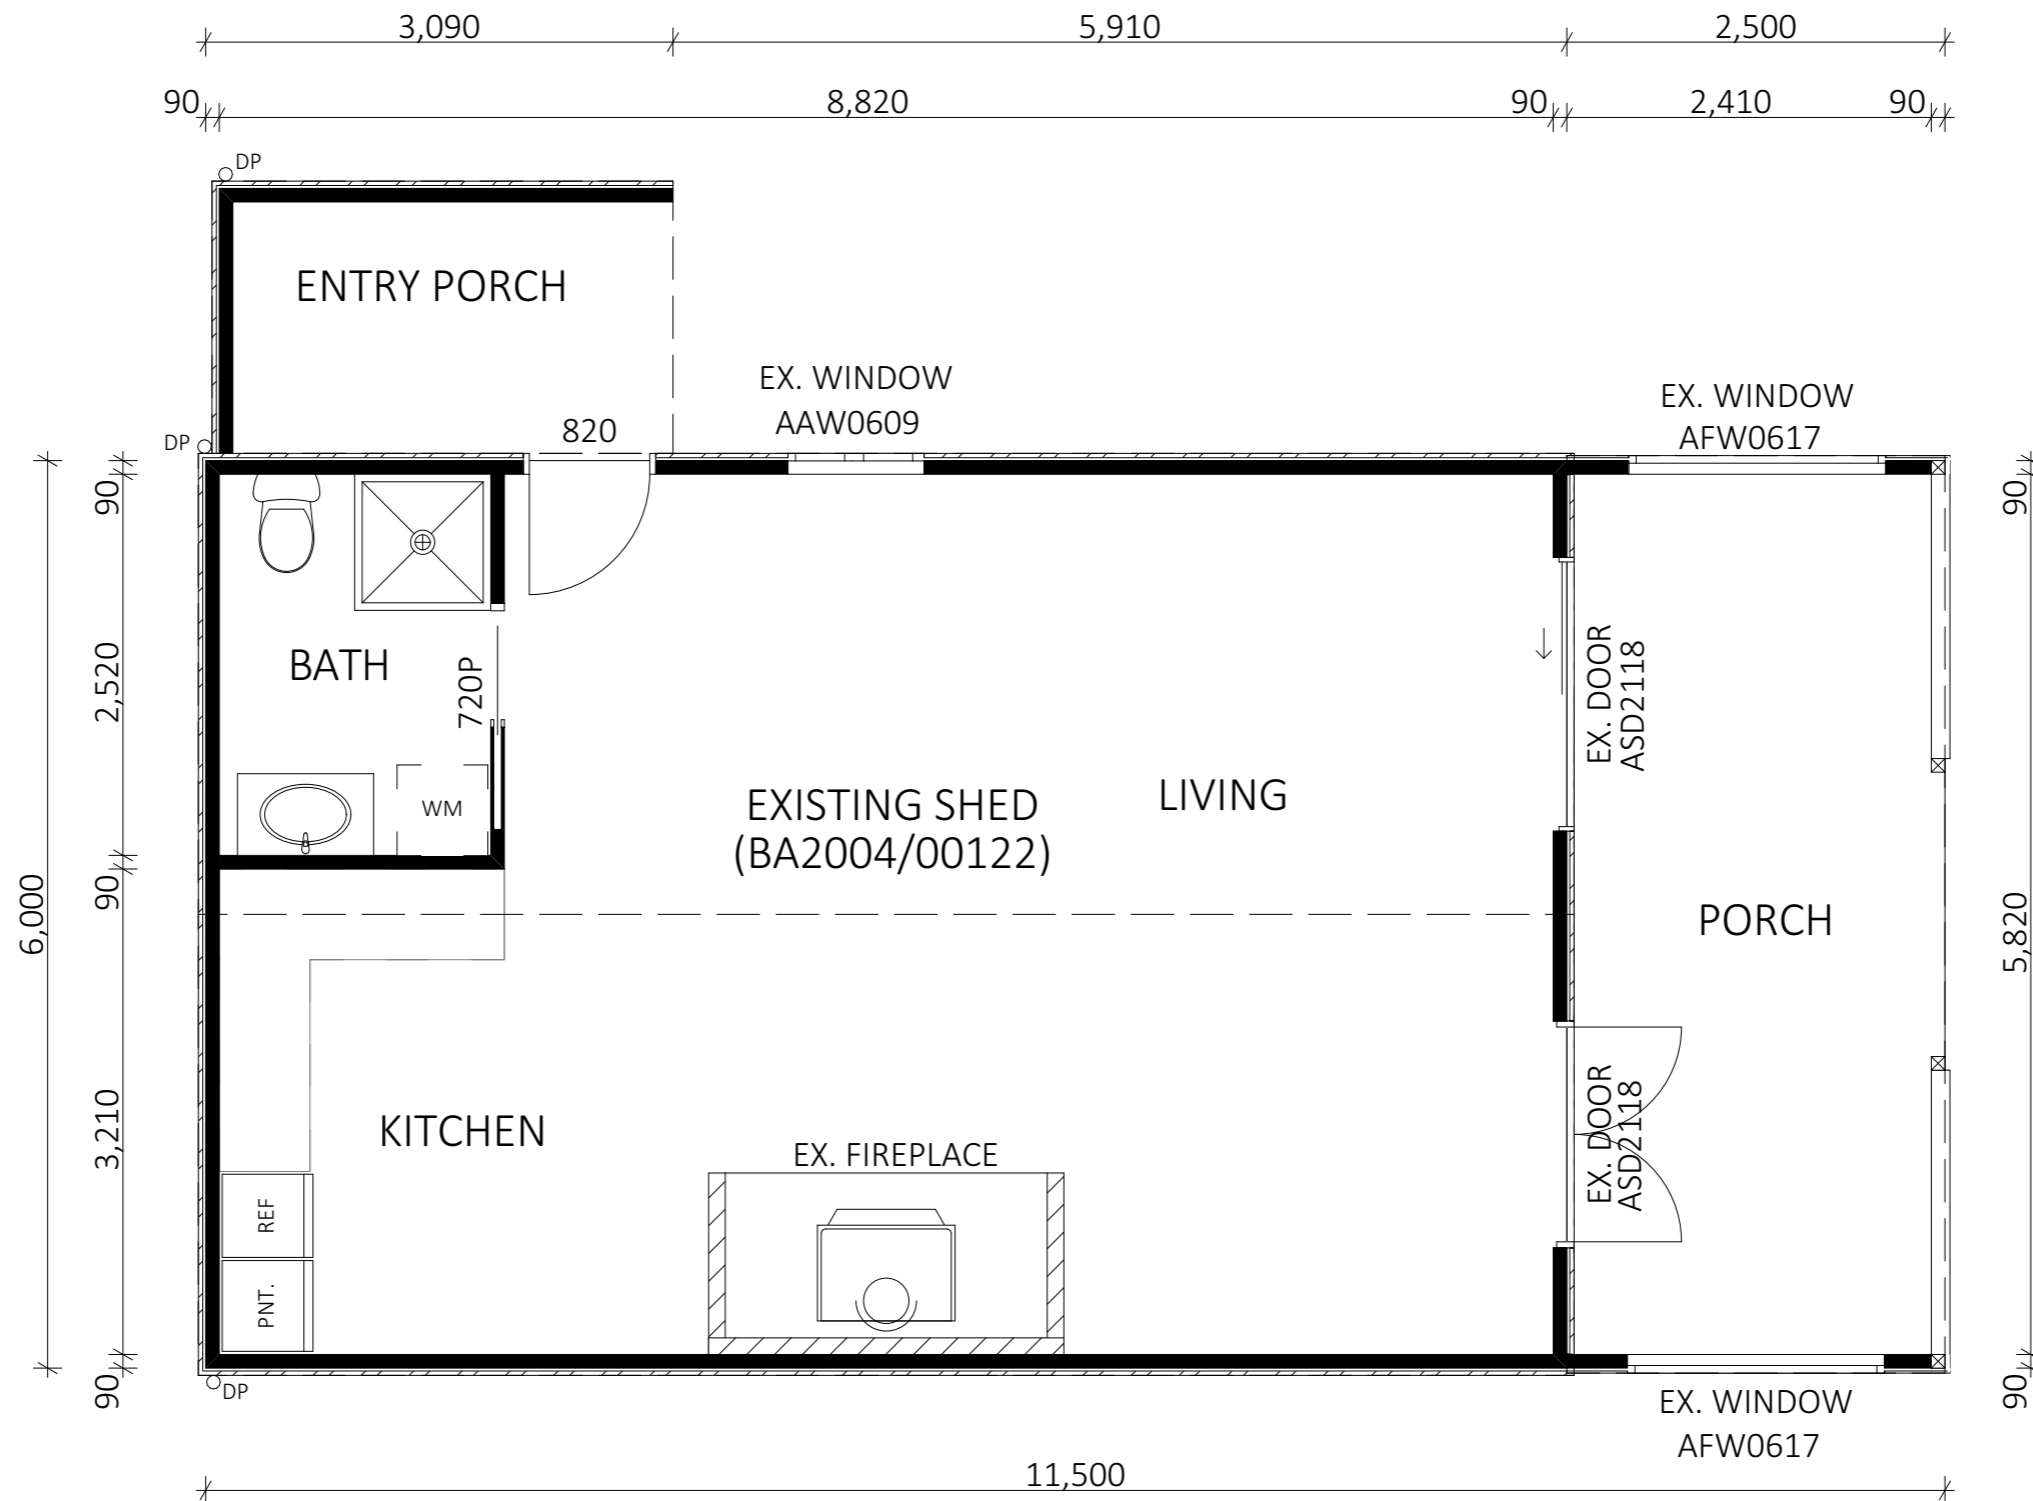 3,090
5,910
2,500
90
8,820
90
2,410
90
DP
ENTRY PORCH
EX. WINDOW
AAW0609
EX. WINDOW
AFW0617
820
DP
90
90
2,520
BATH
720P
WM
EX. DOOR
ASD2118
EXISTING SHED
(BA2004/00122)
LIVING
90
6,000
PORCH
5,820
3,210
KITCHEN
EX. FIREPLACE
EX. DOOR
ASD2118
REF
PNT.
90
DP
90
EX. WINDOW
AFW0617
11,500